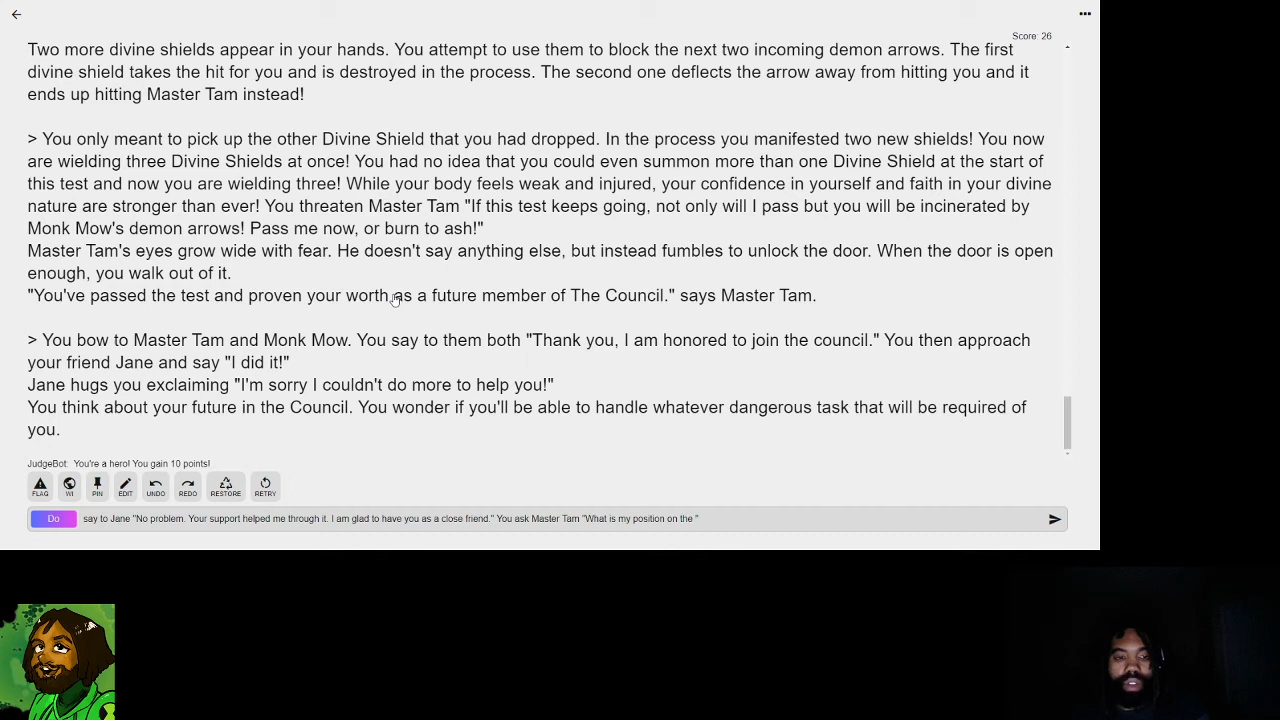 Score: 26
Two more divine shields appear in your hands. You attempt to use them to block the next two incoming demon arrows. The first
divine shield takes the hit for you and is destroyed in the process. The second one deflects the arrow away from hitting you and it
ends up hitting Master Tam instead!
> You only meant to pick up the other Divine Shield that you had dropped. In the process you manifested two new shields! You now
are wielding three Divine Shields at once! You had no idea that you could even summon more than one Divine Shield at the start of
this test and now you are wielding three! While your body feels weak and injured, your confidence in yourself and faith in your divine
nature are stronger than ever! You threaten Master Tam "If this test keeps going, not only will I pass but you will be incinerated by
Monk Mow's demon arrows! Pass me now, or burn to ash!"
Master Tam's eyes grow wide with fear. He doesn't say anything else, but instead fumbles to unlock the door. When the door is open
enough, you walk out of it.
"You've passed the test and proven your worth as a future member of The Council." says Master Tam.
> You bow to Master Tam and Monk Mow. You say to them both "Thank you, I am honored to join the council." You then approach
your friend Jane and say "I did it!"
Jane hugs you exclaiming "I'm sorry I couldn't do more to help you!"
You think about your future in the Council. You wonder if you'll be able to handle whatever dangerous task that will be required of
you.
JudgeBot: You're a hero! You gain 10 points!
FLAG WI PIN EDIT UNDO REDO RESTORE RETRY
Do say to Jane "No problem. Your support helped me through it. I am glad to have you as a close friend." You ask Master Tam "What is my position on the "